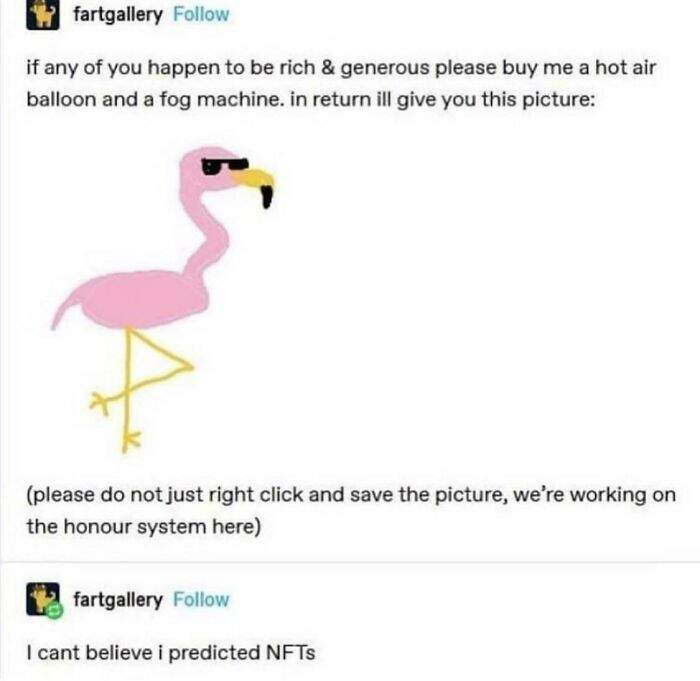 fartgallery Follow
if any of you happen to be rich & generous please buy me a hot air
balloon and a fog machine. in return ill give you this picture:
(please do not just right click and save the picture, we're working on
the honour system here)
fartgallery Follow
I cant believe i predicted NFTs